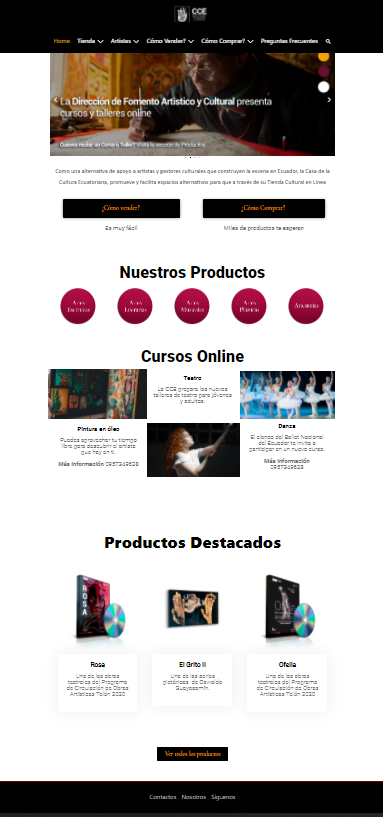 CCE
Home Tienda Artistas Cómo Vender? Cómo Comprar? Preguntas Frecuentes
La Dirección de Fomento Artístico y Cultural presenta
cursos y talleres online
¿Quieres recibir un Curso o Taller? Visita la sección de Productos.
Como una alternativa de apoyo a artistas y gestores culturales que construyen la escena en Ecuador, la Casa de la
Cultura Ecuatoriana, promueve y facilita espacios alternativos para que a través de su Tienda Cultural en Línea
¿Cómo vender?
¿Cómo Comprar?
Es muy fácil
Miles de productos te esperan
Nuestros Productos
Artes
Escénicas
Artes
Literarias
Artes
Musicales
Artes
Plásticas
Artesanías
Cursos Online
Teatro
La CCE prepara los nuevos
talleres de teatro para jóvenes
y adultos.
Pintura en óleo
Puedes aprovechar tu tiempo
libre para descubrir el artista
que hay en ti.
Más Información 0957349628
Danza
El elenco del Ballet Nacional
del Ecuador te invita a
participar en un nuevo curso.
Más Información
0957349628
Productos Destacados
ROSA
Rosa
Una de las obras
teatrales del Programa
de Circulación de Obras
Artísticas Telón 2020
El Grito II
Una de las series
pictóricas de Oswaldo
Guayasamín.
Ofelia
Una de las obras
teatrales del Programa
de Circulación de Obras
Artísticas Telón 2020
Ver todos los productos
Contactos Nosotros Síguenos